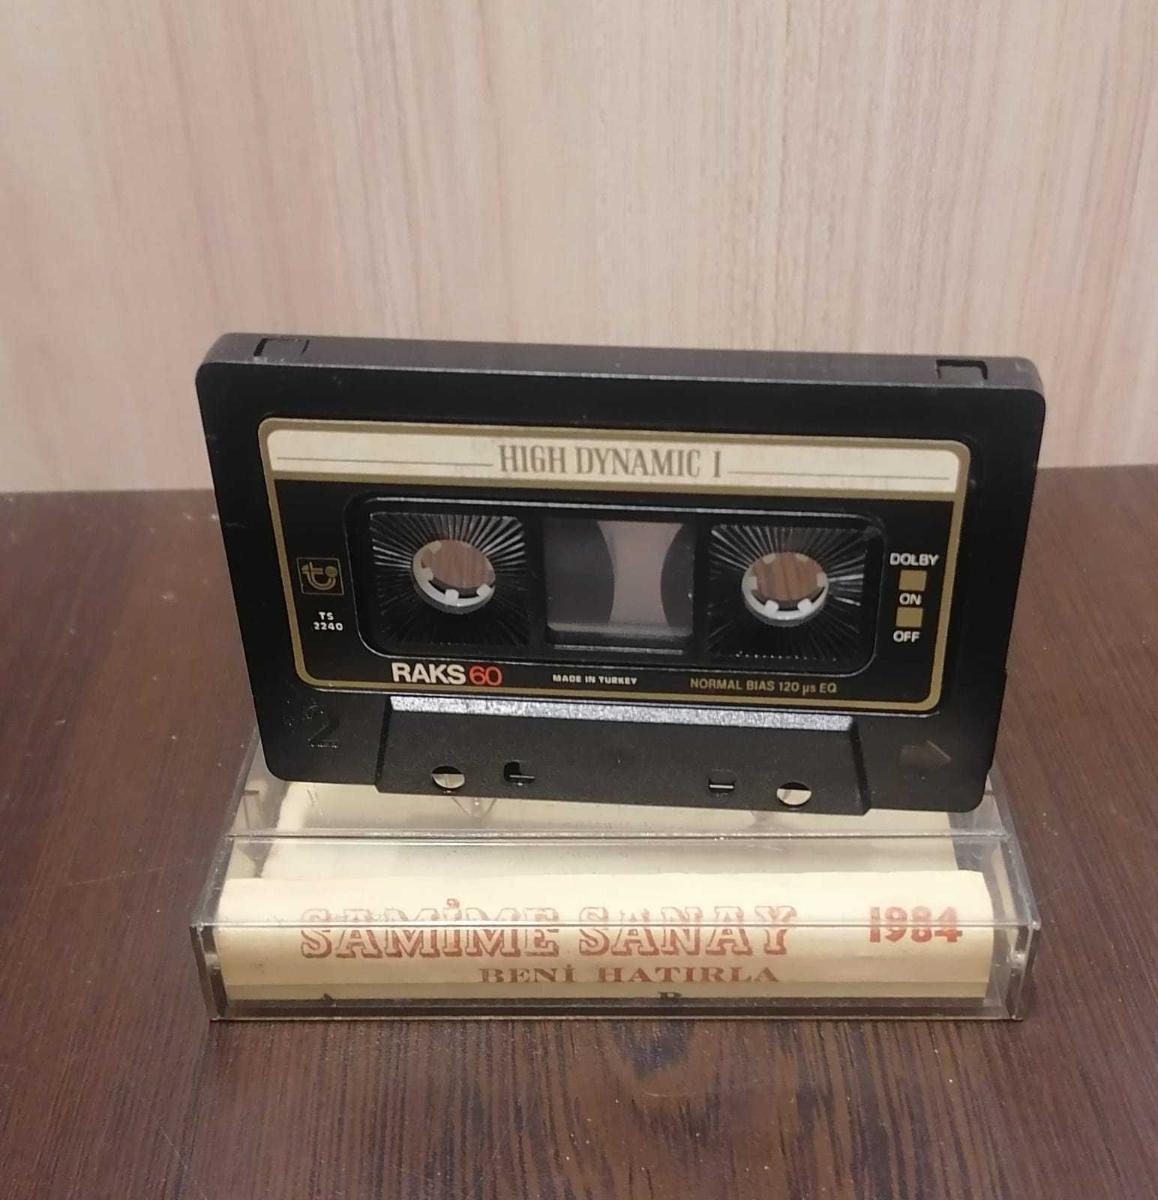 HIGH DYNAMIC I
DOLBY
ON
OFF
TS
2240
RAKS 60
MADE IN TURKEY
NORMAL BIAS 120 µs EQ
2
SAMİME SANAY 1984
BENİ HATIRLA
A B